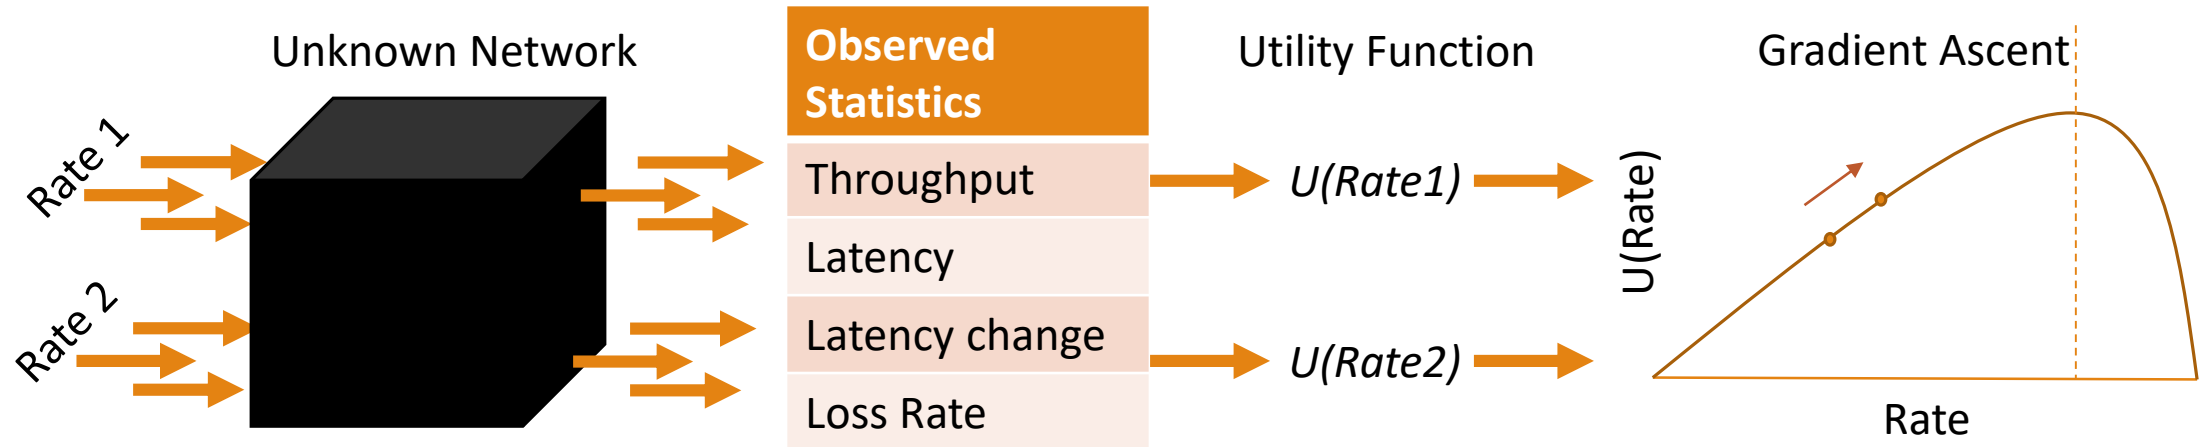 Unknown Network
Rate 1
Rate 2
Observed
Statistics
Throughput
Latency
Latency change
Loss Rate
Utility Function
U(Rate1)
U(Rate2)
Gradient Ascent
U(Rate)
Rate